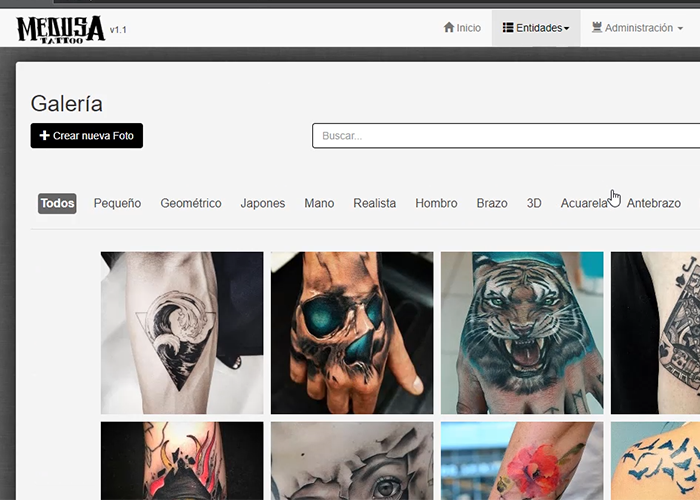 MEDUSA
TATTOO
v1.1
Inicio
Entidades
Administración
Galería
Crear nueva Foto
Buscar...
Todos Pequeño Geométrico Japones Mano Realista Hombro Brazo 3D Acuarela Antebrazo
J